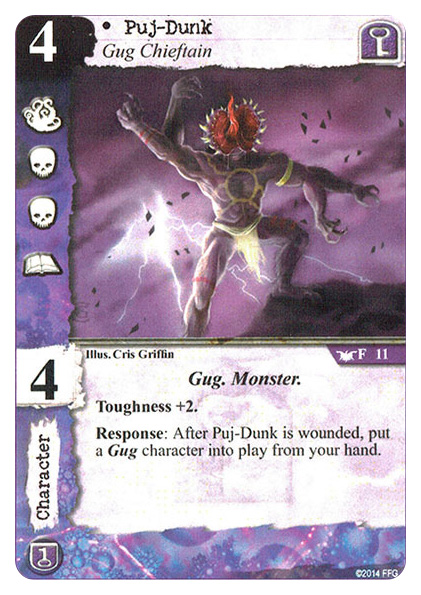 4
• Puj-Dunk
Gug Chieftain
Illus. Cris Griffin
F 11
4
Gug. Monster.
Toughness +2.
Response: After Puj-Dunk is wounded, put
a Gug character into play from your hand.
Character
1
©2014 FFG